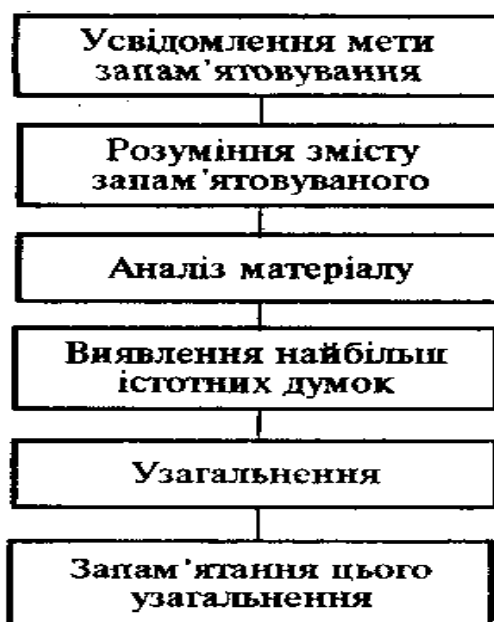 Усвідомлення мети
запам’ятовування
Розуміння змісту
запам’ятовуваного
Аналіз матеріалу
Виявлення найбільш
істотних думок
Узагальнення
Запам’ятання цього
узагальнення